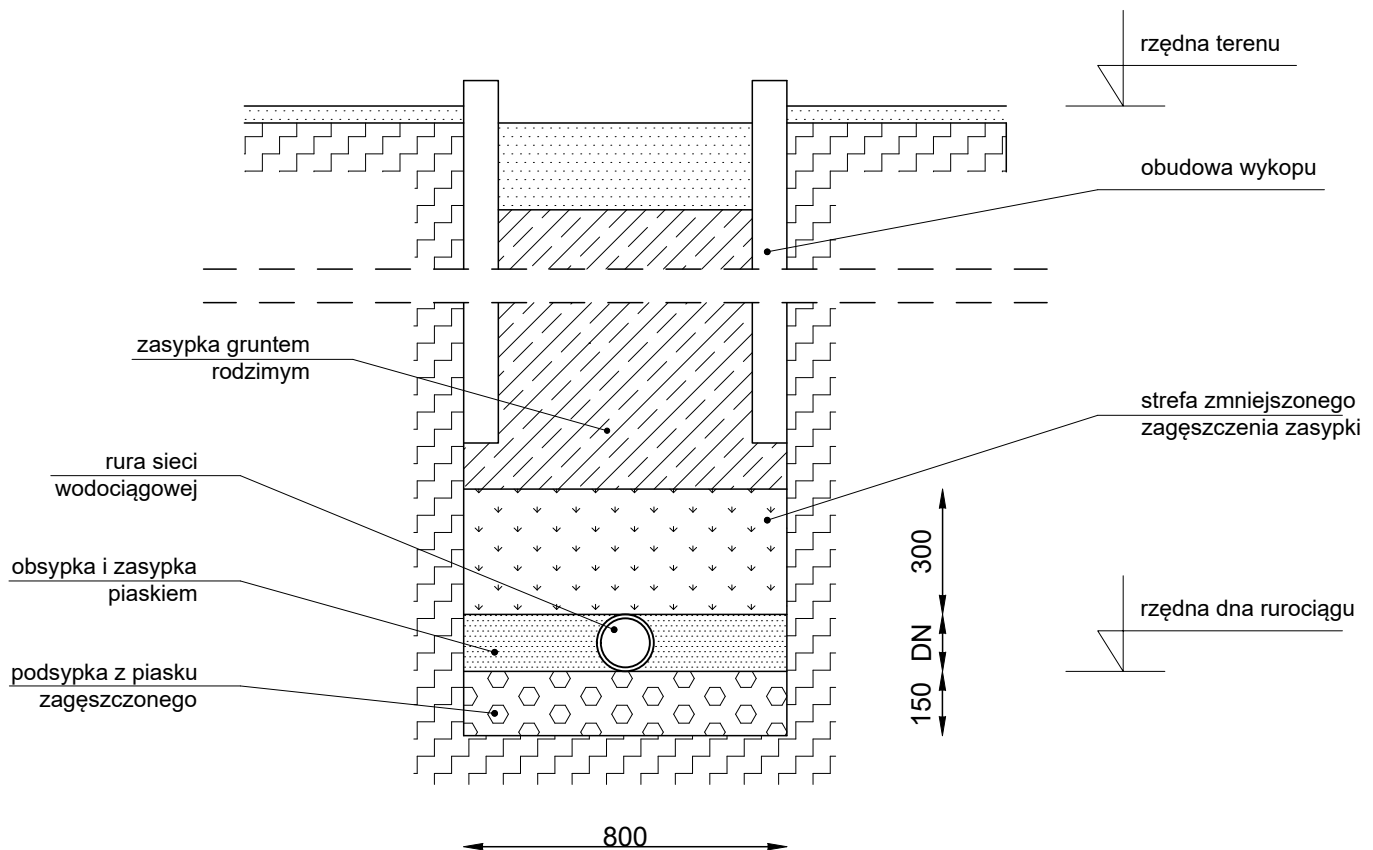 rzędna terenu
obudowa wykopu
zasypka gruntem
rodzimym
strefa zmniejszonego
zagęszczenia zasypki
rura sieci
wodociągowej
300
obsypka i zasypka
piaskiem
rzędna dna rurociągu
DN
podsypka z piasku
zagęszczonego
150
800